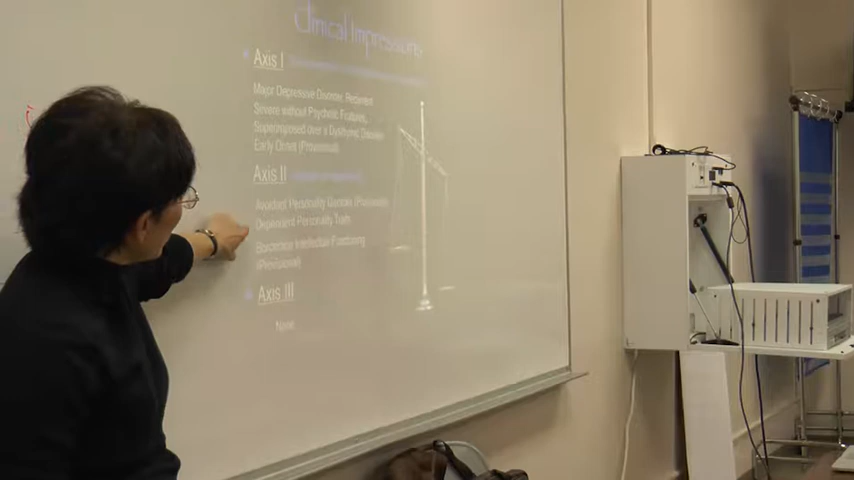 Clinical Impressions
Axis I
Major Depressive Disorder, Recurrent
Severe without Psychotic Features,
Superimposed over a Dysthymic Disorder
Early Onset (Provisional)
Axis II
Avoidant Personality Disorder (Provisional)
Dependent Personality Traits
Borderline Intellectual Functioning
(Provisional)
Axis III
None